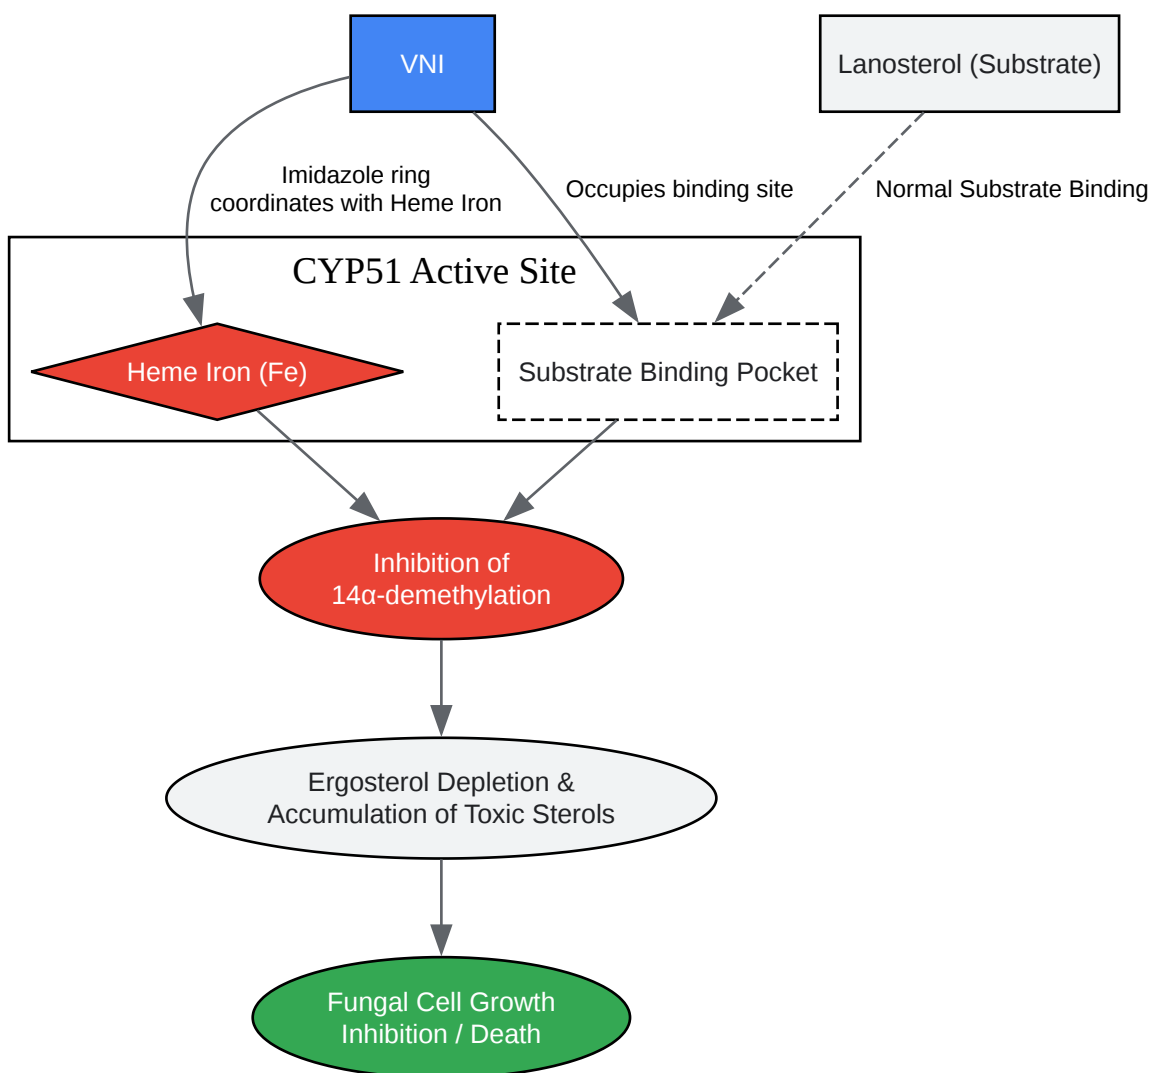 VNI
Lanosterol (Substrate)
Imidazole ring
coordinates with Heme Iron
Occupies binding site
Normal Substrate Binding
CYP51 Active Site
Heme Iron (Fe)
Substrate Binding Pocket
Inhibition of
14α-demethylation
Ergosterol Depletion &
Accumulation of Toxic Sterols
Fungal Cell Growth
Inhibition / Death